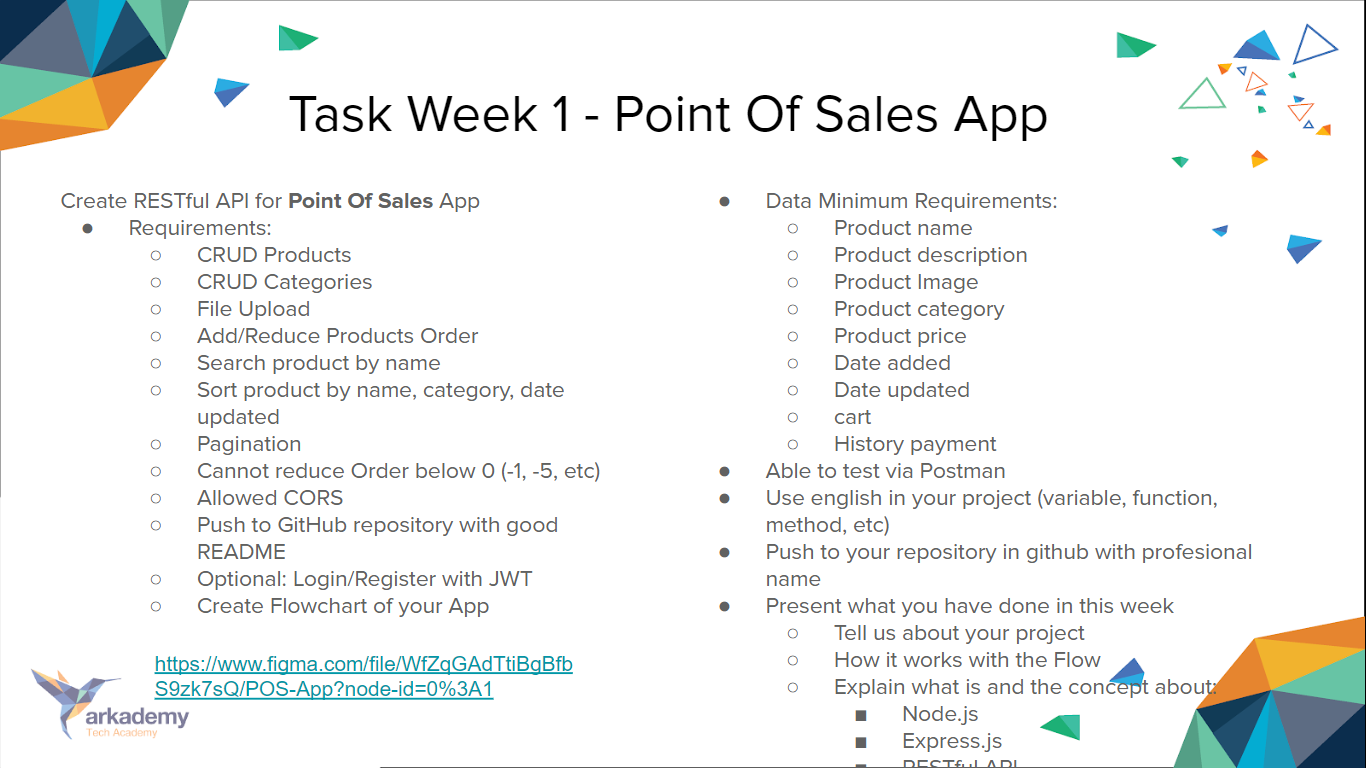 Task Week 1 - Point Of Sales App
Create RESTful API for Point Of Sales App
● Requirements:
○ CRUD Products
○ CRUD Categories
○ File Upload
○ Add/Reduce Products Order
○ Search product by name
○ Sort product by name, category, date
updated
○ Pagination
○ Cannot reduce Order below 0 (-1, -5, etc)
○ Allowed CORS
○ Push to GitHub repository with good
README
○ Optional: Login/Register with JWT
○ Create Flowchart of your App
https://www.figma.com/file/WfZqGAdTtiBgBfb
S9zk7sQ/POS-App?node-id=0%3A1
arkademy
Tech Academy
● Data Minimum Requirements:
○ Product name
○ Product description
○ Product Image
○ Product category
○ Product price
○ Date added
○ Date updated
○ cart
○ History payment
● Able to test via Postman
● Use english in your project (variable, function,
method, etc)
● Push to your repository in github with profesional
name
● Present what you have done in this week
○ Tell us about your project
○ How it works with the Flow
○ Explain what is and the concept about:
■ Node.js
■ Express.js
■ RESTful API